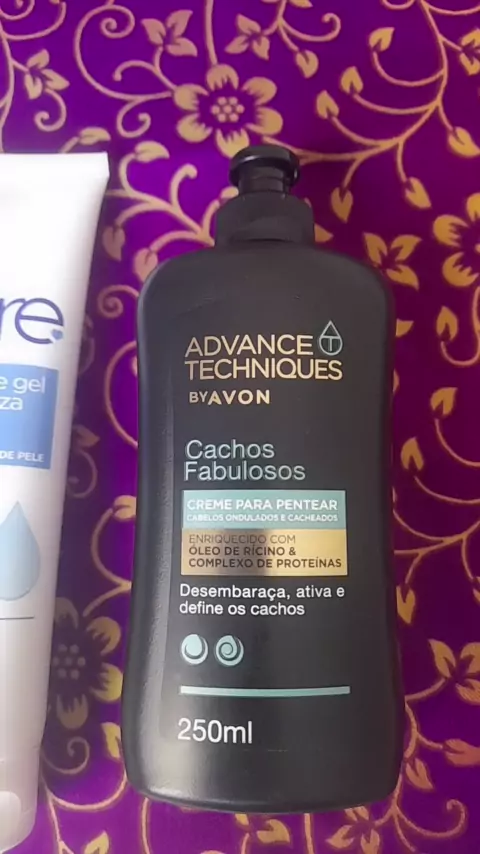 re.
e gel
za
DE PELE
ADVANCE T
TECHNIQUES
BY AVON
Cachos
Fabulosos
CREME PARA PENTEAR
CABELOS ONDULADOS E CACHEADOS
ENRIQUECIDO COM
ÓLEO DE RÍCINO &
COMPLEXO DE PROTEÍNAS
Desembaraça, ativa e
define os cachos
250ml